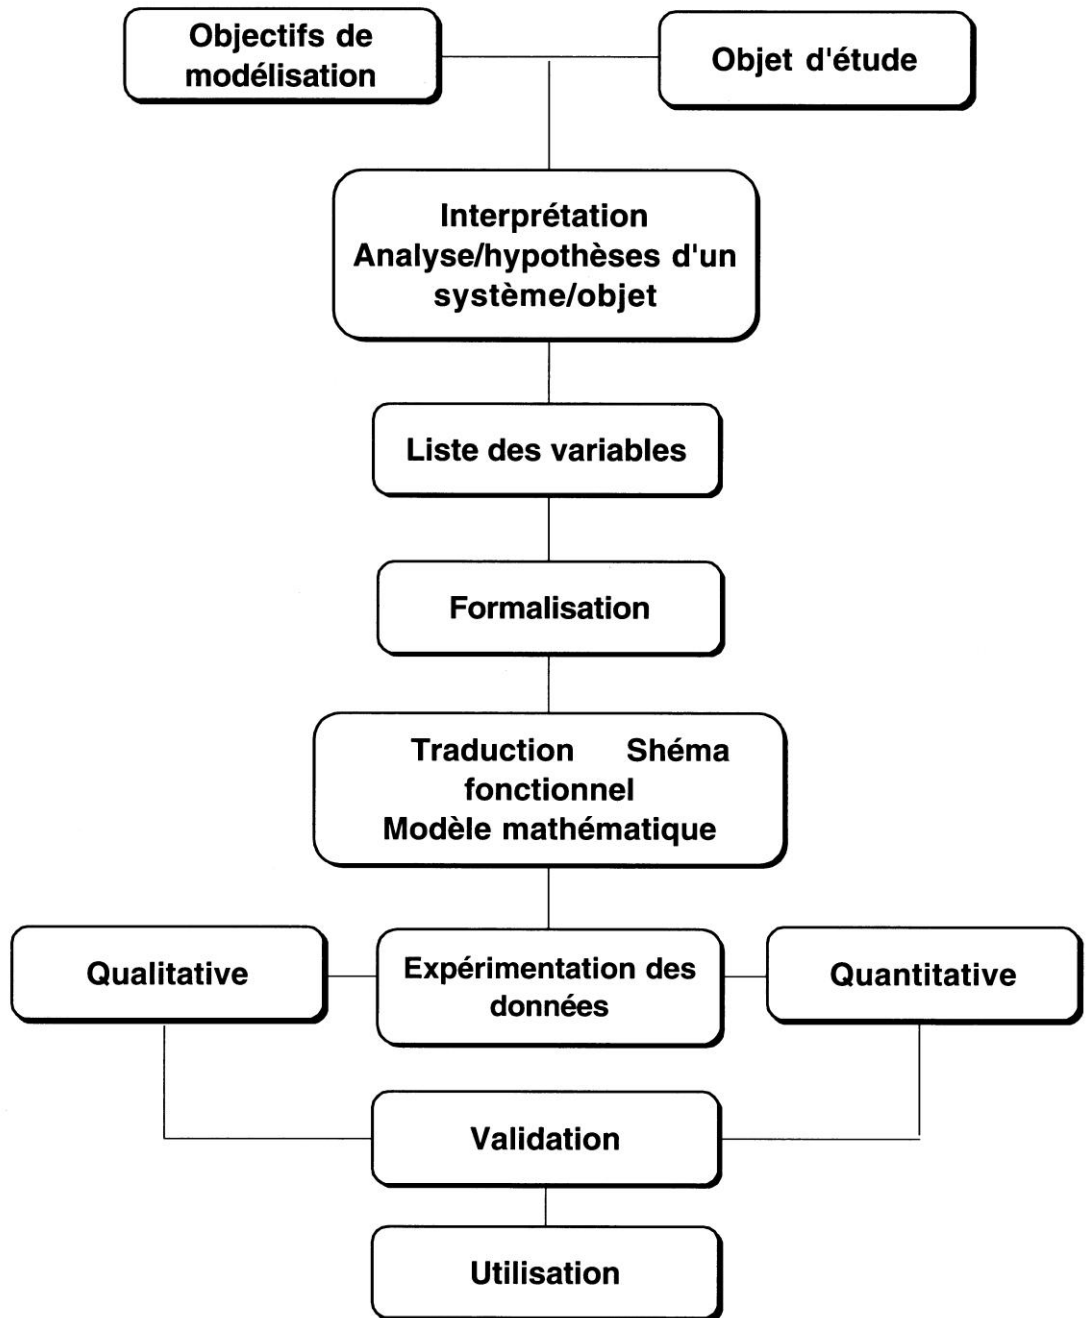 Objectifs de
modélisation
Objet d'étude
Interprétation
Analyse/hypothèses d'un
système/objet
Liste des variables
Formalisation
Traduction Shéma
fonctionnel
Modèle mathématique
Qualitative
Expérimentation des
données
Quantitative
Validation
Utilisation